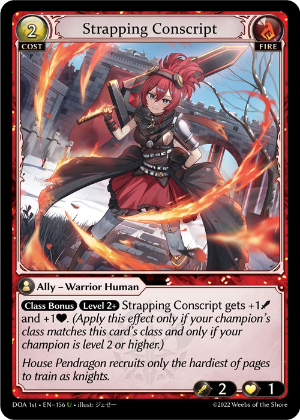 2
Strapping Conscript
COST
FIRE
Ally – Warrior Human
Class Bonus Level 2+ Strapping Conscript gets +1
and +1. (Apply this effect only if your champion's
class matches this card's class and only if your
champion is level 2 or higher.)
House Pendragon recruits only the hardiest of pages
to train as knights.
2 1
DOA 1st • EN–156 U • illust: ジェゼー
©2022 Weebs of the Shore